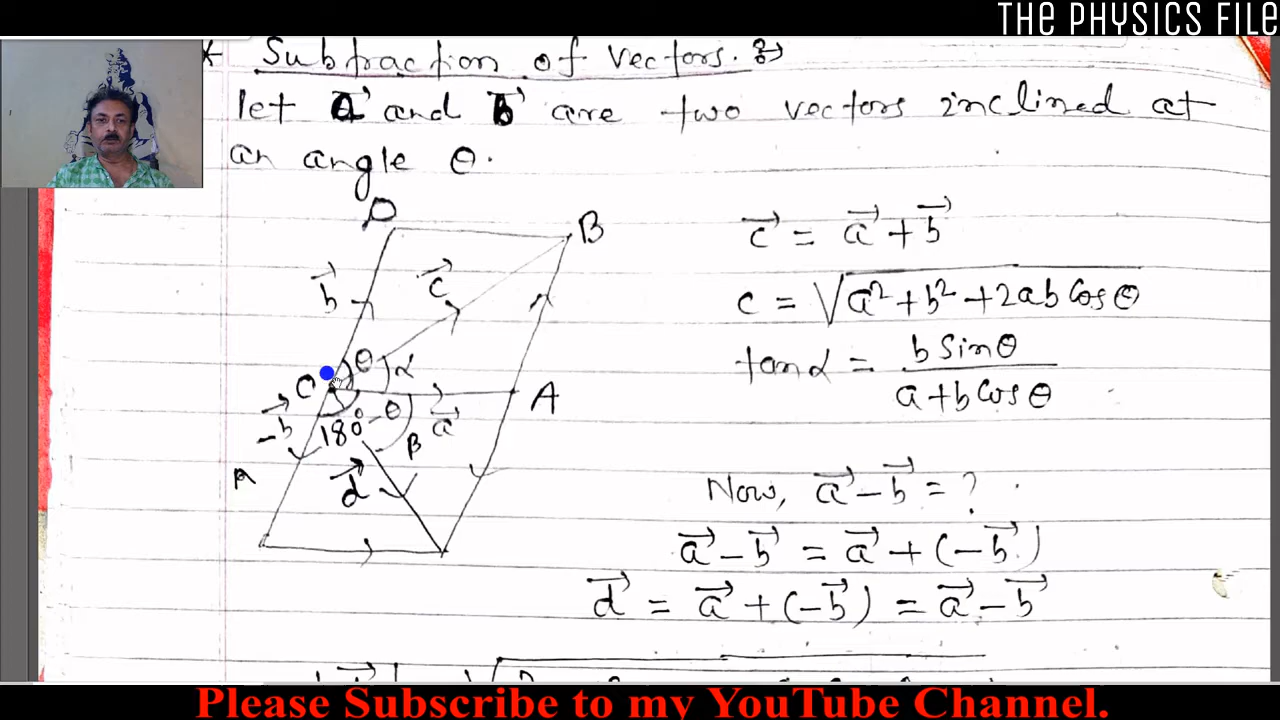 THE PHYSICS FILE
* Subtraction of vectors.
let a⃗ and b⃗ are two vectors inclined at
an angle θ.
D
B
b⃗
c⃗
θ
α
O
A
-b⃗
180°-θ
a⃗
β
A
d⃗
c⃗ = a⃗ + b⃗
c = √(a² + b² + 2ab Cosθ)
tanα = b Sinθ / a + b Cosθ
Now, a⃗ - b⃗ = ?
a⃗ - b⃗ = a⃗ + (-b⃗)
d⃗ = a⃗ + (-b⃗) = a⃗ - b⃗
Please Subscribe to my YouTube Channel.